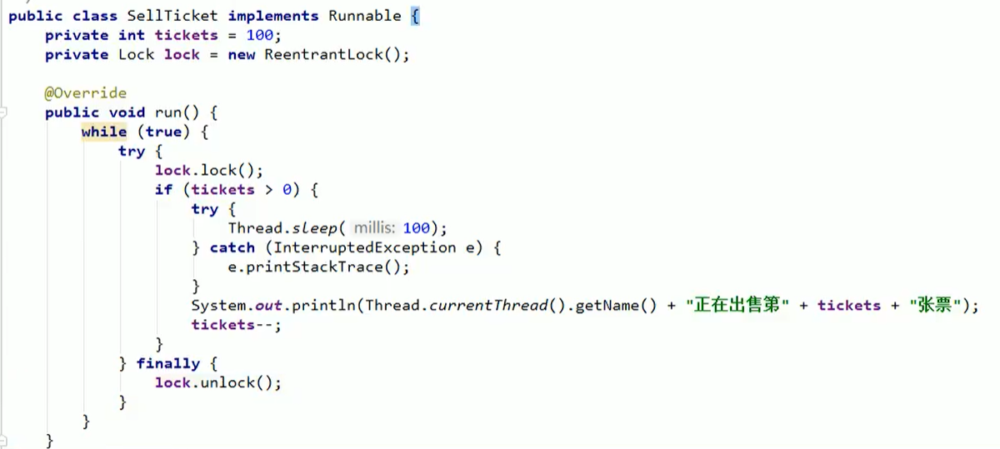 public class SellTicket implements Runnable {
    private int tickets = 100;
    private Lock lock = new ReentrantLock();

    @Override
    public void run() {
        while (true) {
            try {
                lock.lock();
                if (tickets > 0) {
                    try {
                        Thread.sleep( millis: 100);
                    } catch (InterruptedException e) {
                        e.printStackTrace();
                    }
                    System.out.println(Thread.currentThread().getName() + "正在出售第" + tickets + "张票");
                    tickets--;
                }
            } finally {
                lock.unlock();
            }
        }
    }